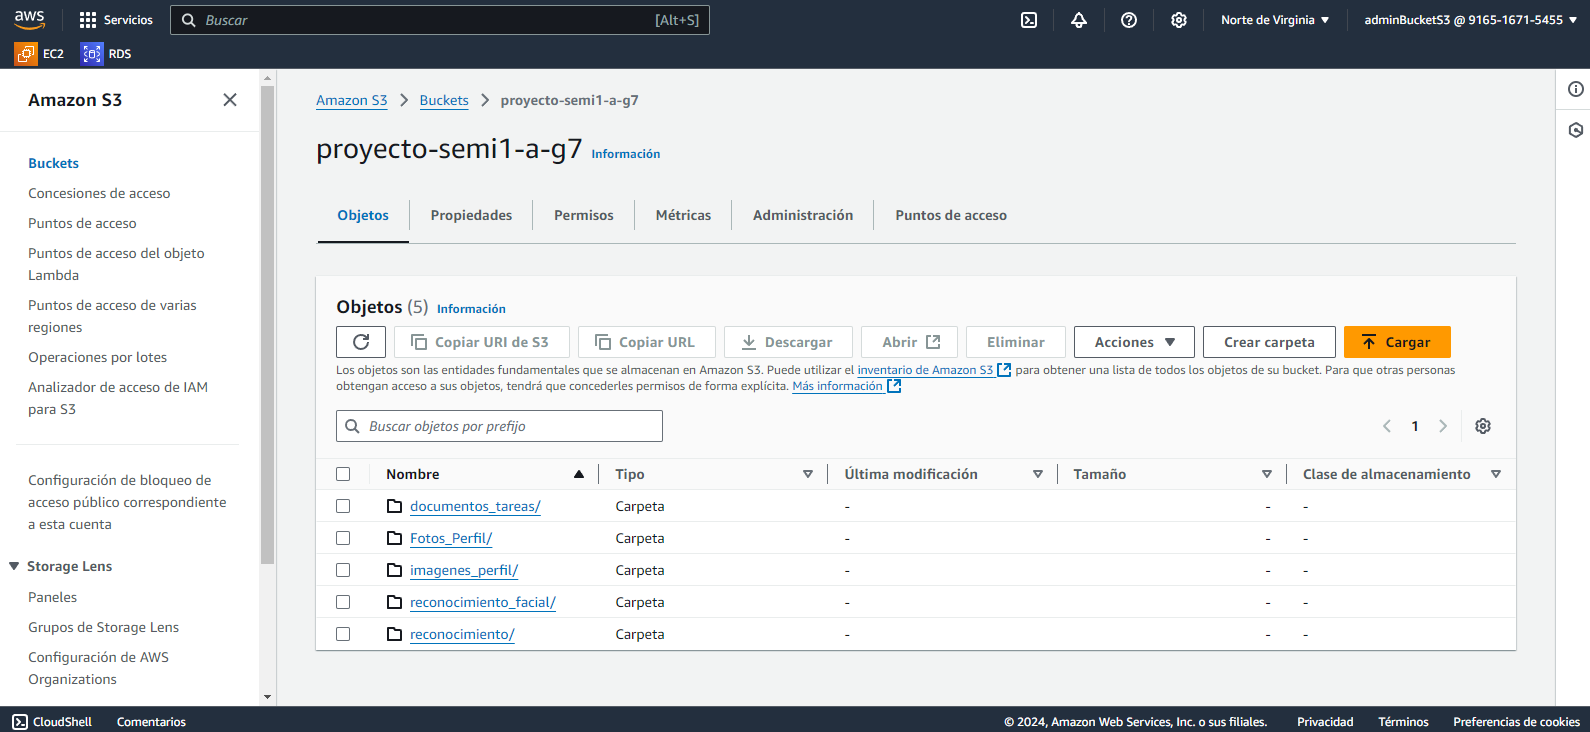 aws Servicios Buscar [Alt+S] Norte de Virginia adminBucketS3 @ 9165-1671-5455
EC2 RDS
Amazon S3
Buckets
Concesiones de acceso
Puntos de acceso
Puntos de acceso del objeto
Lambda
Puntos de acceso de varias
regiones
Operaciones por lotes
Analizador de acceso de IAM
para S3
Configuración de bloqueo de
acceso público correspondiente
a esta cuenta
Storage Lens
Paneles
Grupos de Storage Lens
Configuración de AWS
Organizations
Amazon S3 Buckets proyecto-semi1-a-g7
proyecto-semi1-a-g7 Información
Objetos Propiedades Permisos Métricas Administración Puntos de acceso
Objetos (5) Información
Copiar URI de S3 Copiar URL Descargar Abrir Eliminar Acciones Crear carpeta Cargar
Los objetos son las entidades fundamentales que se almacenan en Amazon S3. Puede utilizar el inventario de Amazon S3 para obtener una lista de todos los objetos de su bucket. Para que otras personas
obtengan acceso a sus objetos, tendrá que concederles permisos de forma explícita. Más información
Buscar objetos por prefijo 1
Nombre Tipo Última modificación Tamaño Clase de almacenamiento
documentos_tareas/ Carpeta - - -
Fotos_Perfil/ Carpeta - - -
imagenes_perfil/ Carpeta - - -
reconocimiento_facial/ Carpeta - - -
reconocimiento/ Carpeta - - -
CloudShell Comentarios © 2024, Amazon Web Services, Inc. o sus filiales. Privacidad Términos Preferencias de cookies